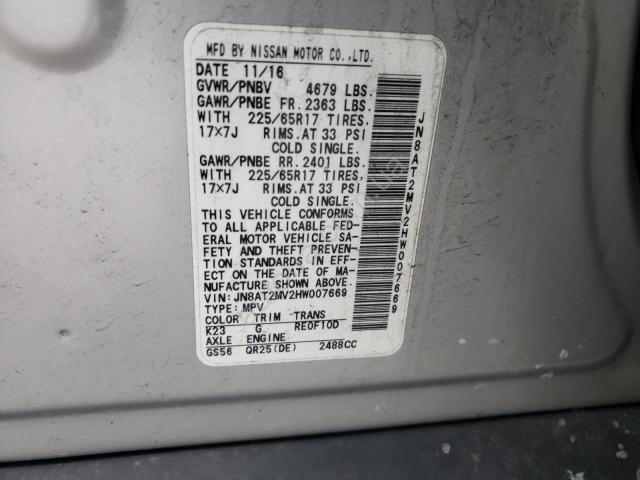 MFD BY NISSAN MOTOR CO.,LTD.
DATE 11/16
GVWR/PNBV 4679 LBS.
GAWR/PNBE FR. 2363 LBS.
WITH 225/65R17 TIRES.
17×7J RIMS. AT 33 PSI
COLD SINGLE.
GAWR/PNBE RR. 2401 LBS.
WITH 225/65R17 TIRES.
17×7J RIMS. AT 33 PSI
COLD SINGLE.
THIS VEHICLE CONFORMS
TO ALL APPLICABLE FED-
ERAL MOTOR VEHICLE SA-
FETY AND THEFT PREVEN-
TION STANDARDS IN EFF-
ECT ON THE DATE OF MA-
NUFACTURE SHOWN ABOVE.
VIN: JN8AT2MV2HW007669
TYPE: MPV
COLOR TRIM TRANS
K23 G RE0F10D
AXLE ENGINE
GS56 QR25(DE) 2488CC
JN8AT2MV2HW007669